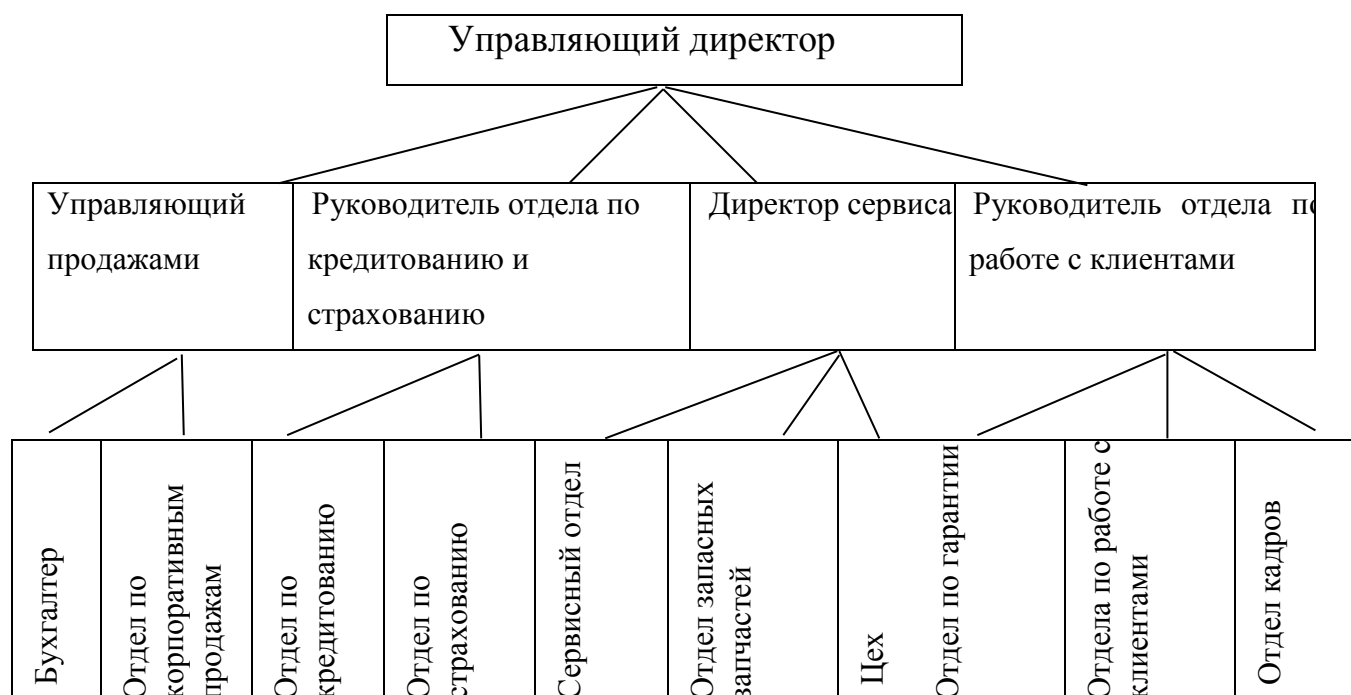 Управляющий директор
Управляющий
продажами
Руководитель отдела по
кредитованию и
страхованию
Директор сервиса
Руководитель отдела по
работе с клиентами
Бухгалтер
Отдел по
корпоративным
продажам
Отдел по
кредитованию
Отдел по
страхованию
Сервисный отдел
Отдел запасных
запчастей
Цех
Отдел по гарантии
Отдела по работе с
клиентами
Отдел кадров